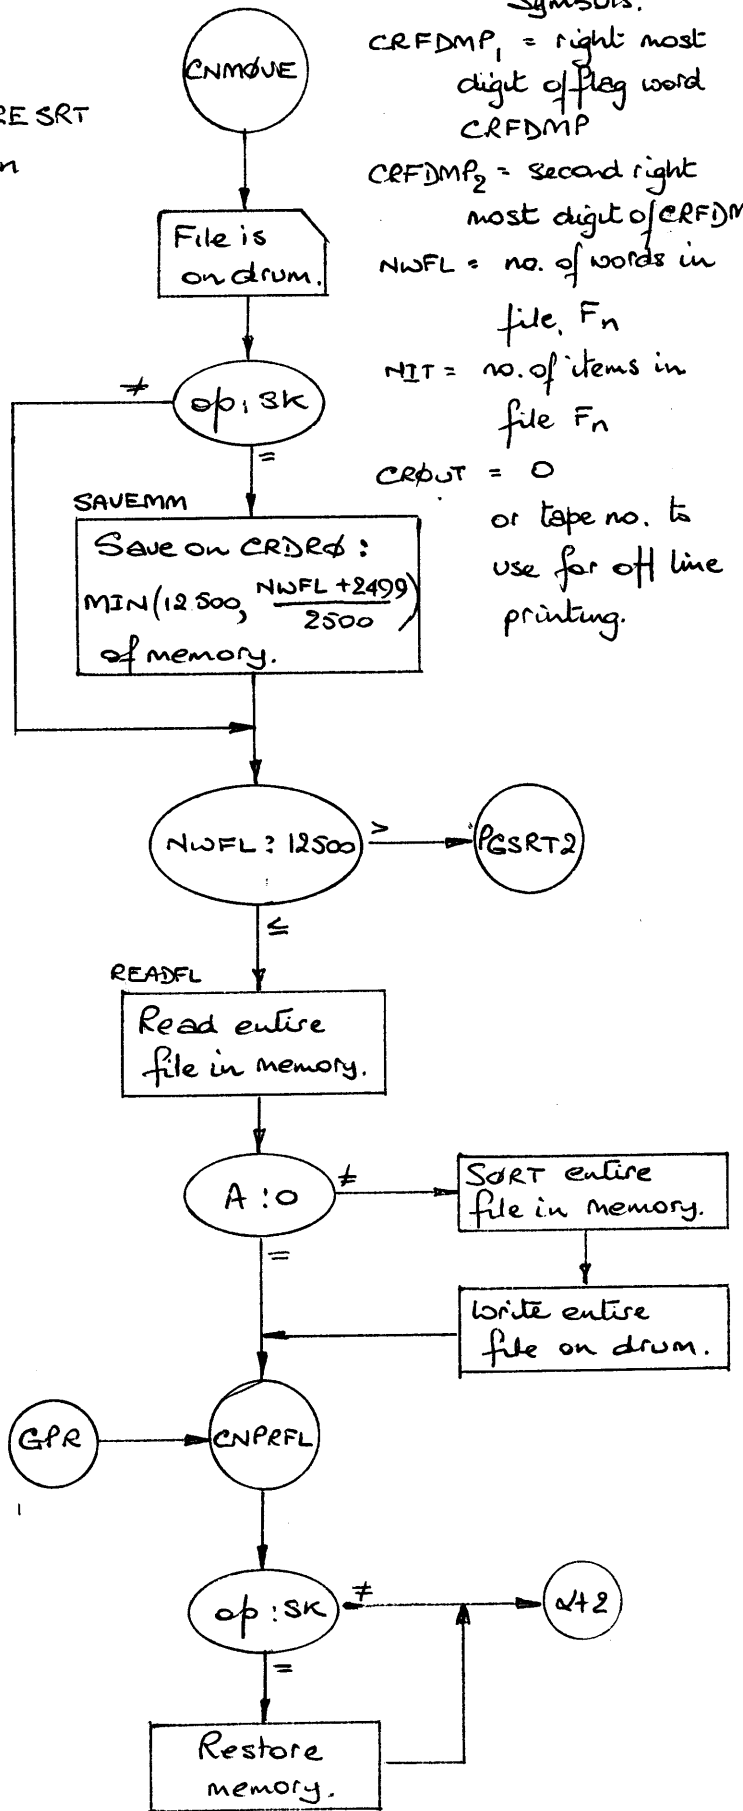 Symbols.
CNMØVE
CRFDMP₁ = right most
digit of flag word
CRFDMP
RE SRT
n
CRFDMP₂ = second right
most digit of CRFDM
File is
on drum.
NWFL = no. of words in
file, Fn
NIT = no. of items in
file Fn
≠
op : SK
=
CRØUT = 0
or tape no. to
use for off line
printing.
SAVEMM
Save on CRDRØ :
MIN(12.500, NWFL + 2499
2500)
of memory.
NWFL : 12500
>
PGSRT2
≤
READFL
Read entire
file in memory.
A : 0
≠
SØRT entire
file in memory.
=
Write entire
file on drum.
GPR
CNPRFL
op : SK
≠
α+2
=
Restore
memory.